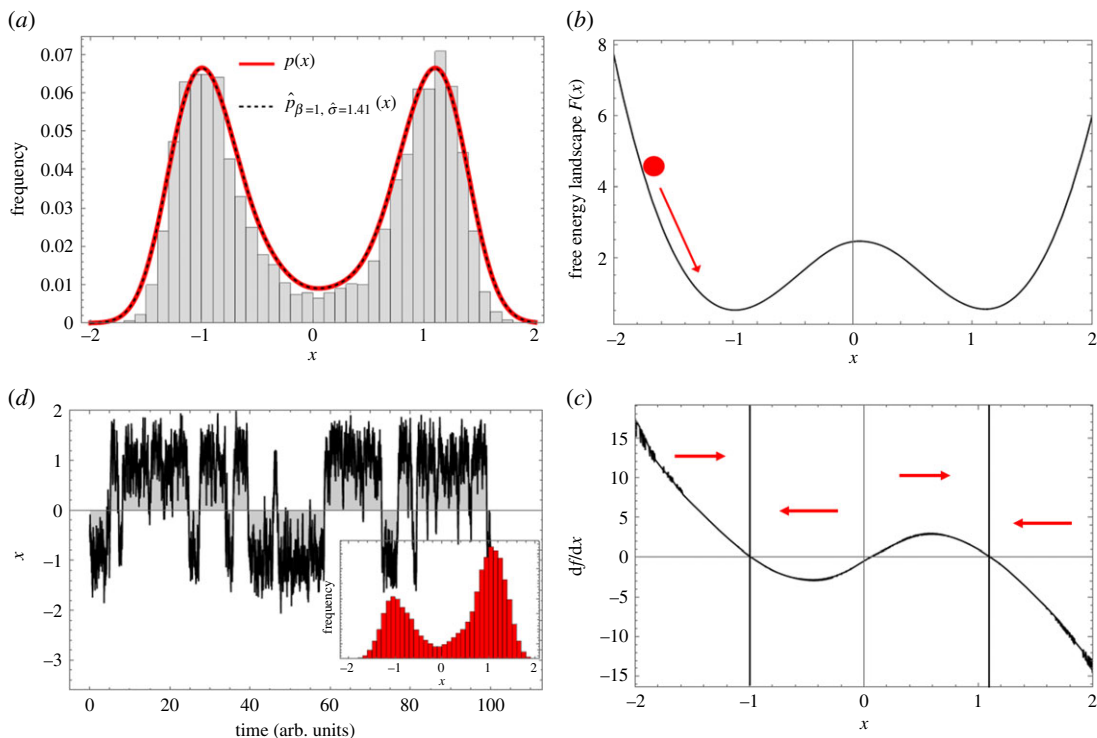 (a)
0.07
0.06
0.05
0.04
0.03
0.02
0.01
0
frequency
p(x)
p̂β=1, σ̂=1.41 (x)
−2 −1 0 1 2
x
(b)
8
6
4
2
free energy landscape F(x)
−2 −1 0 1 2
x
(d)
2
1
0
−1
−2
−3
x
0 20 40 60 80 100
time (arb. units)
frequency
−2 −1 0 1 2
x
(c)
15
10
5
0
−5
−10
−15
df/dx
−2 −1 0 1 2
x